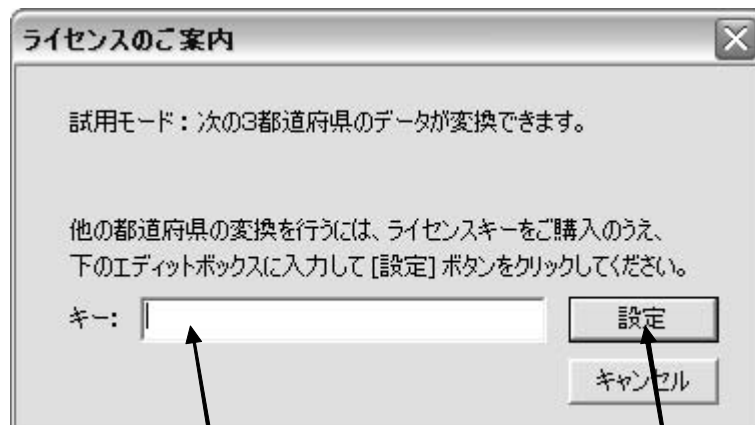 ライセンスのご案内
試用モード：次の3都道府県のデータが変換できます。
他の都道府県の変換を行うには、ライセンスキーをご購入のうえ、
下のエディットボックスに入力して [設定] ボタンをクリックしてください。
キー：
設定
キャンセル